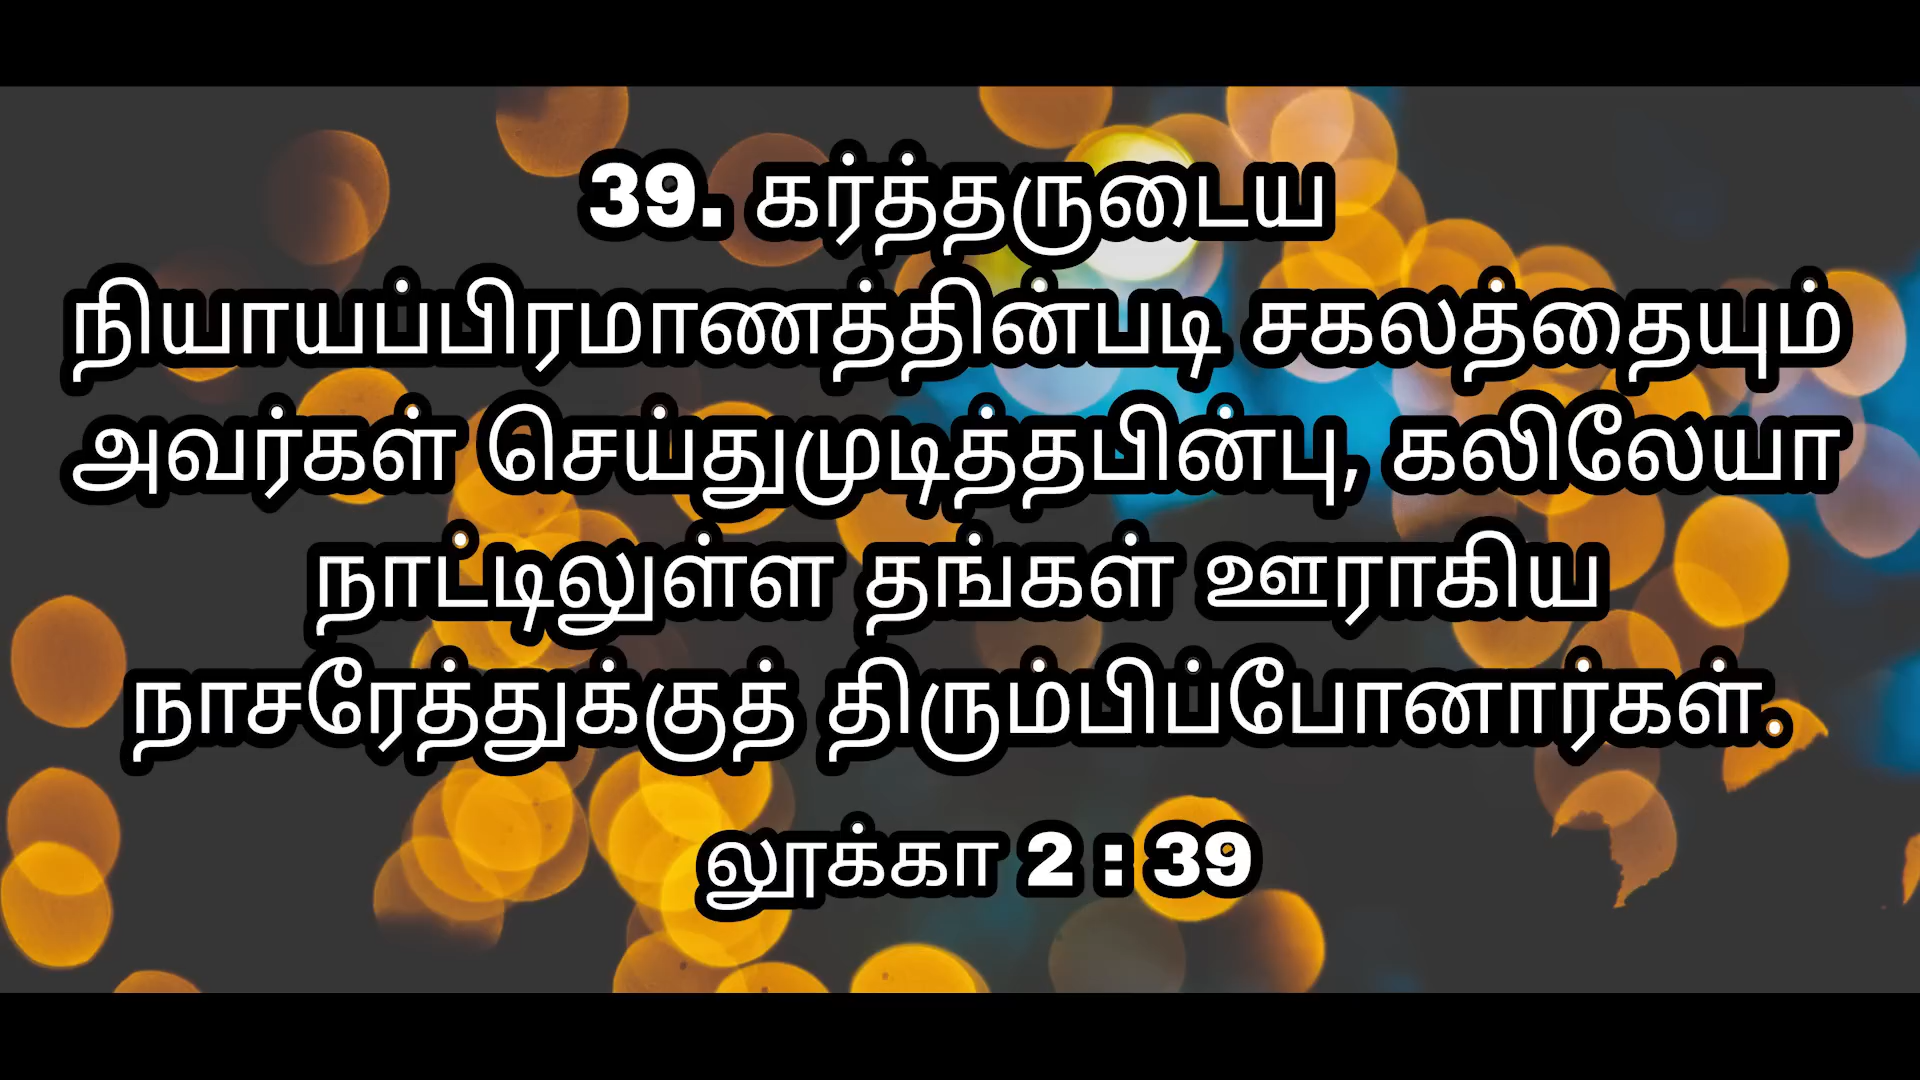 39. கர்த்தருடைய
நியாயப்பிரமாணத்தின்படி சகலத்தையும்
அவர்கள் செய்துமுடித்தபின்பு, கலிலேயா
நாட்டிலுள்ள தங்கள் ஊராகிய
நாசரேத்துக்குத் திரும்பிப்போனார்கள்.
லூக்கா 2 : 39